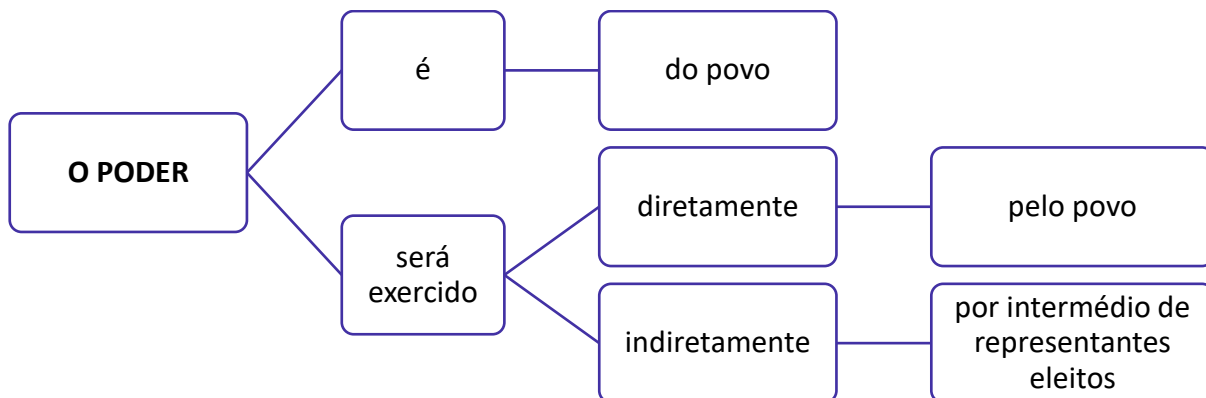 O PODER
é
do povo
será
exercido
diretamente
pelo povo
indiretamente
por intermédio de
representantes
eleitos